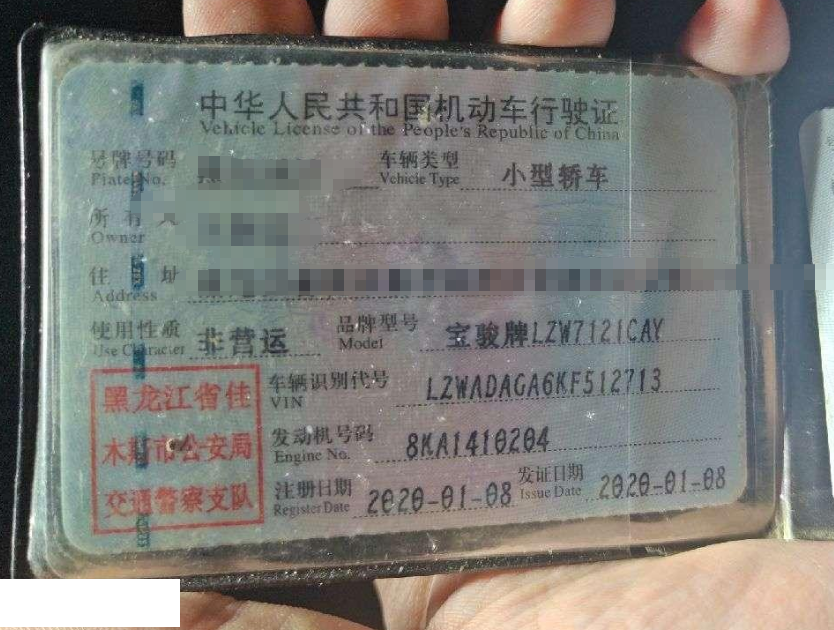 中华人民共和国机动车行驶证
Vehicle License of the People's Republic of China
号牌号码 车辆类型 小型轿车
Plate No. Vehicle Type
所有人
Owner
住 址
Address
使用性质 非营运 品牌型号 宝骏牌LZW7121CAY
Use Character Model
黑龙江省佳
木斯市公安局
交通警察支队
车辆识别代号 LZWADAGA6KF512713
VIN
发动机号码 8KA1410204
Engine No.
注册日期 2020-01-08 发证日期 2020-01-08
Register Date Issue Date